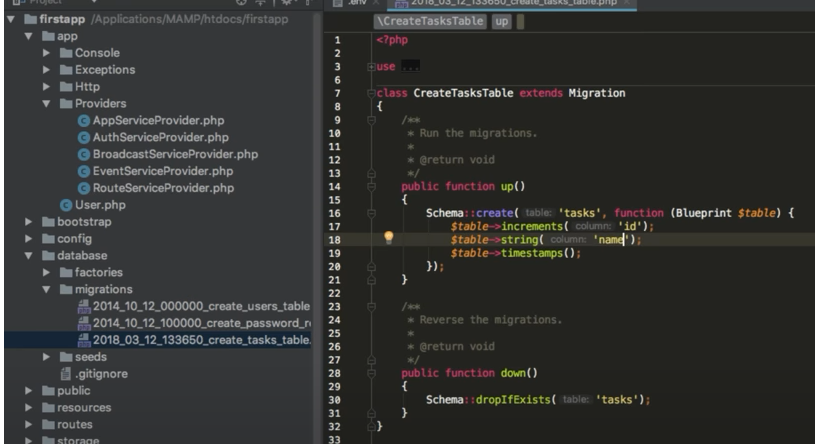 Project
firstapp /Applications/MAMP/htdocs/firstapp
app
Console
Exceptions
Http
Providers
AppServiceProvider.php
AuthServiceProvider.php
BroadcastServiceProvider.php
EventServiceProvider.php
RouteServiceProvider.php
User.php
bootstrap
config
database
factories
migrations
2014_10_12_000000_create_users_table
2014_10_12_100000_create_password_r
2018_03_12_133650_create_tasks_table.
seeds
.gitignore
public
resources
routes
storage
.env 2018_03_12_133650_create_tasks_table.php
\CreateTasksTable up
1 <?php
2
3 use ...
6
7 class CreateTasksTable extends Migration
8 {
9 /**
10 * Run the migrations.
11 *
12 * @return void
13 */
14 public function up()
15 {
16 Schema::create( table: 'tasks', function (Blueprint $table) {
17 $table->increments( column: 'id');
18 $table->string( column: 'name');
19 $table->timestamps();
20 });
21 }
22
23 /**
24 * Reverse the migrations.
25 *
26 * @return void
27 */
28 public function down()
29 {
30 Schema::dropIfExists( table: 'tasks');
31 }
32 }
33